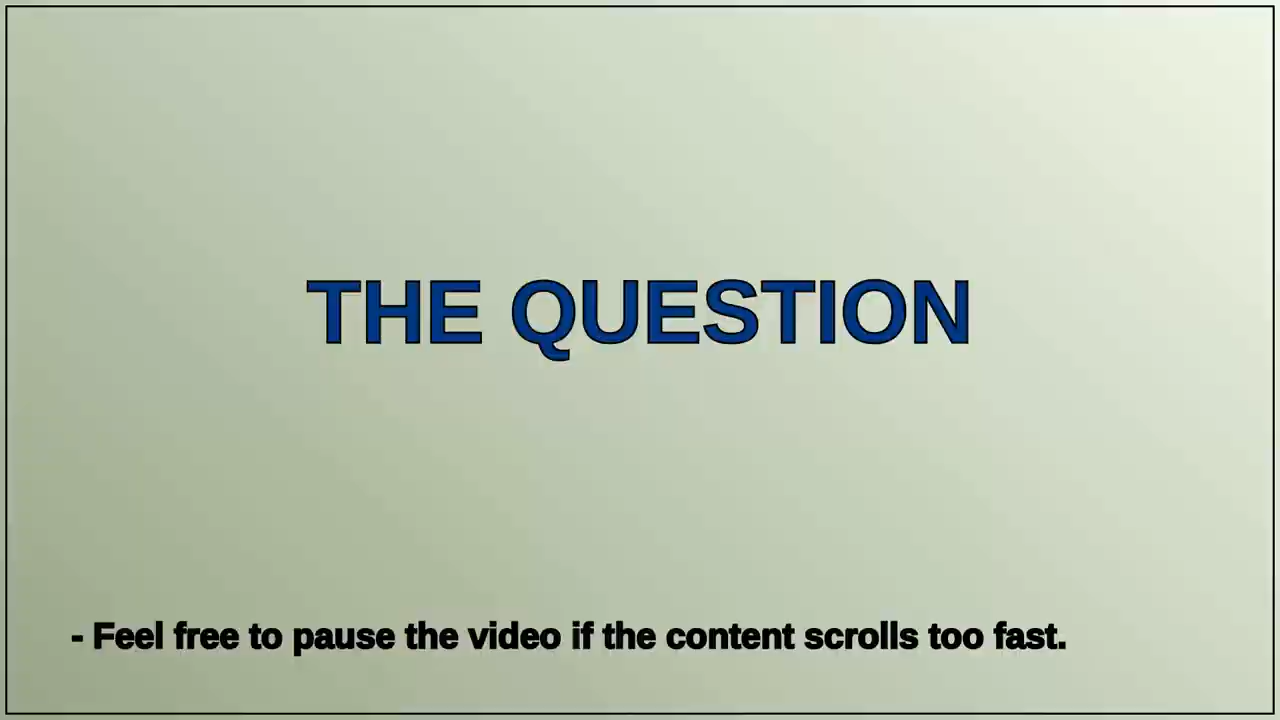 THE QUESTION
- Feel free to pause the video if the content scrolls too fast.